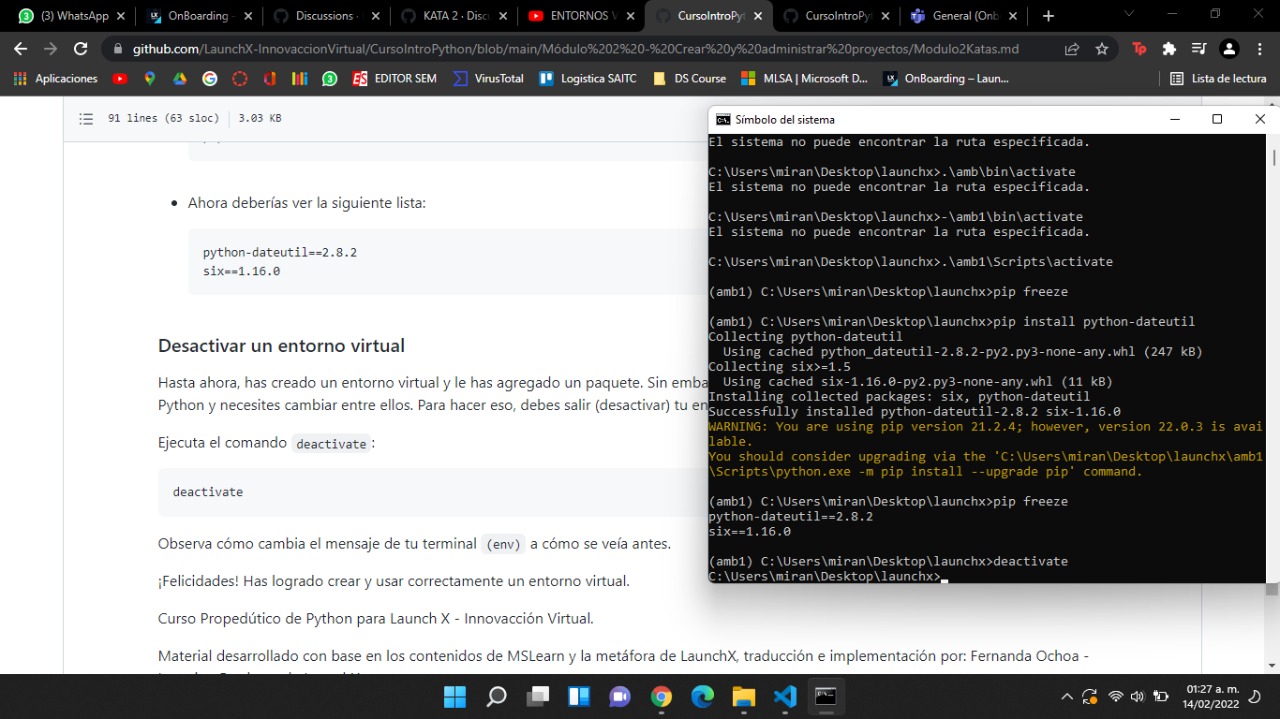 (3) WhatsApp
OnBoarding -
Discussions ·
KATA 2 · Disc
ENTORNOS V
CursoIntroPyt
CursoIntroPyt
General (Onb
github.com/LaunchX-InnovaccionVirtual/CursoIntroPython/blob/main/Módulo%202%20-%20Crear%20y%20administrar%20proyectos/Modulo2Katas.md
Aplicaciones
EDITOR SEM
VirusTotal
Logistica SAITC
DS Course
MLSA | Microsoft D...
OnBoarding – Laun...
Lista de lectura
91 lines (63 sloc)
3.03 KB
Ahora deberías ver la siguiente lista:
python-dateutil==2.8.2
six==1.16.0
Desactivar un entorno virtual
Hasta ahora, has creado un entorno virtual y le has agregado un paquete. Sin emba
Python y necesites cambiar entre ellos. Para hacer eso, debes salir (desactivar) tu en
Ejecuta el comando deactivate:
deactivate
Observa cómo cambia el mensaje de tu terminal (env) a cómo se veía antes.
¡Felicidades! Has logrado crear y usar correctamente un entorno virtual.
Curso Propedútico de Python para Launch X - Innovacción Virtual.
Material desarrollado con base en los contenidos de MSLearn y la metáfora de LaunchX, traducción e implementación por: Fernanda Ochoa -
Símbolo del sistema
El sistema no puede encontrar la ruta especificada.
C:\Users\miran\Desktop\launchx>.\amb\bin\activate
El sistema no puede encontrar la ruta especificada.
C:\Users\miran\Desktop\launchx>-\amb1\bin\activate
El sistema no puede encontrar la ruta especificada.
C:\Users\miran\Desktop\launchx>.\amb1\Scripts\activate
(amb1) C:\Users\miran\Desktop\launchx>pip freeze
(amb1) C:\Users\miran\Desktop\launchx>pip install python-dateutil
Collecting python-dateutil
Using cached python_dateutil-2.8.2-py2.py3-none-any.whl (247 kB)
Collecting six>=1.5
Using cached six-1.16.0-py2.py3-none-any.whl (11 kB)
Installing collected packages: six, python-dateutil
Successfully installed python-dateutil-2.8.2 six-1.16.0
WARNING: You are using pip version 21.2.4; however, version 22.0.3 is avai
lable.
You should consider upgrading via the 'C:\Users\miran\Desktop\launchx\amb1
\Scripts\python.exe -m pip install --upgrade pip' command.
(amb1) C:\Users\miran\Desktop\launchx>pip freeze
python-dateutil==2.8.2
six==1.16.0
(amb1) C:\Users\miran\Desktop\launchx>deactivate
C:\Users\miran\Desktop\launchx>
01:27 a. m.
14/02/2022